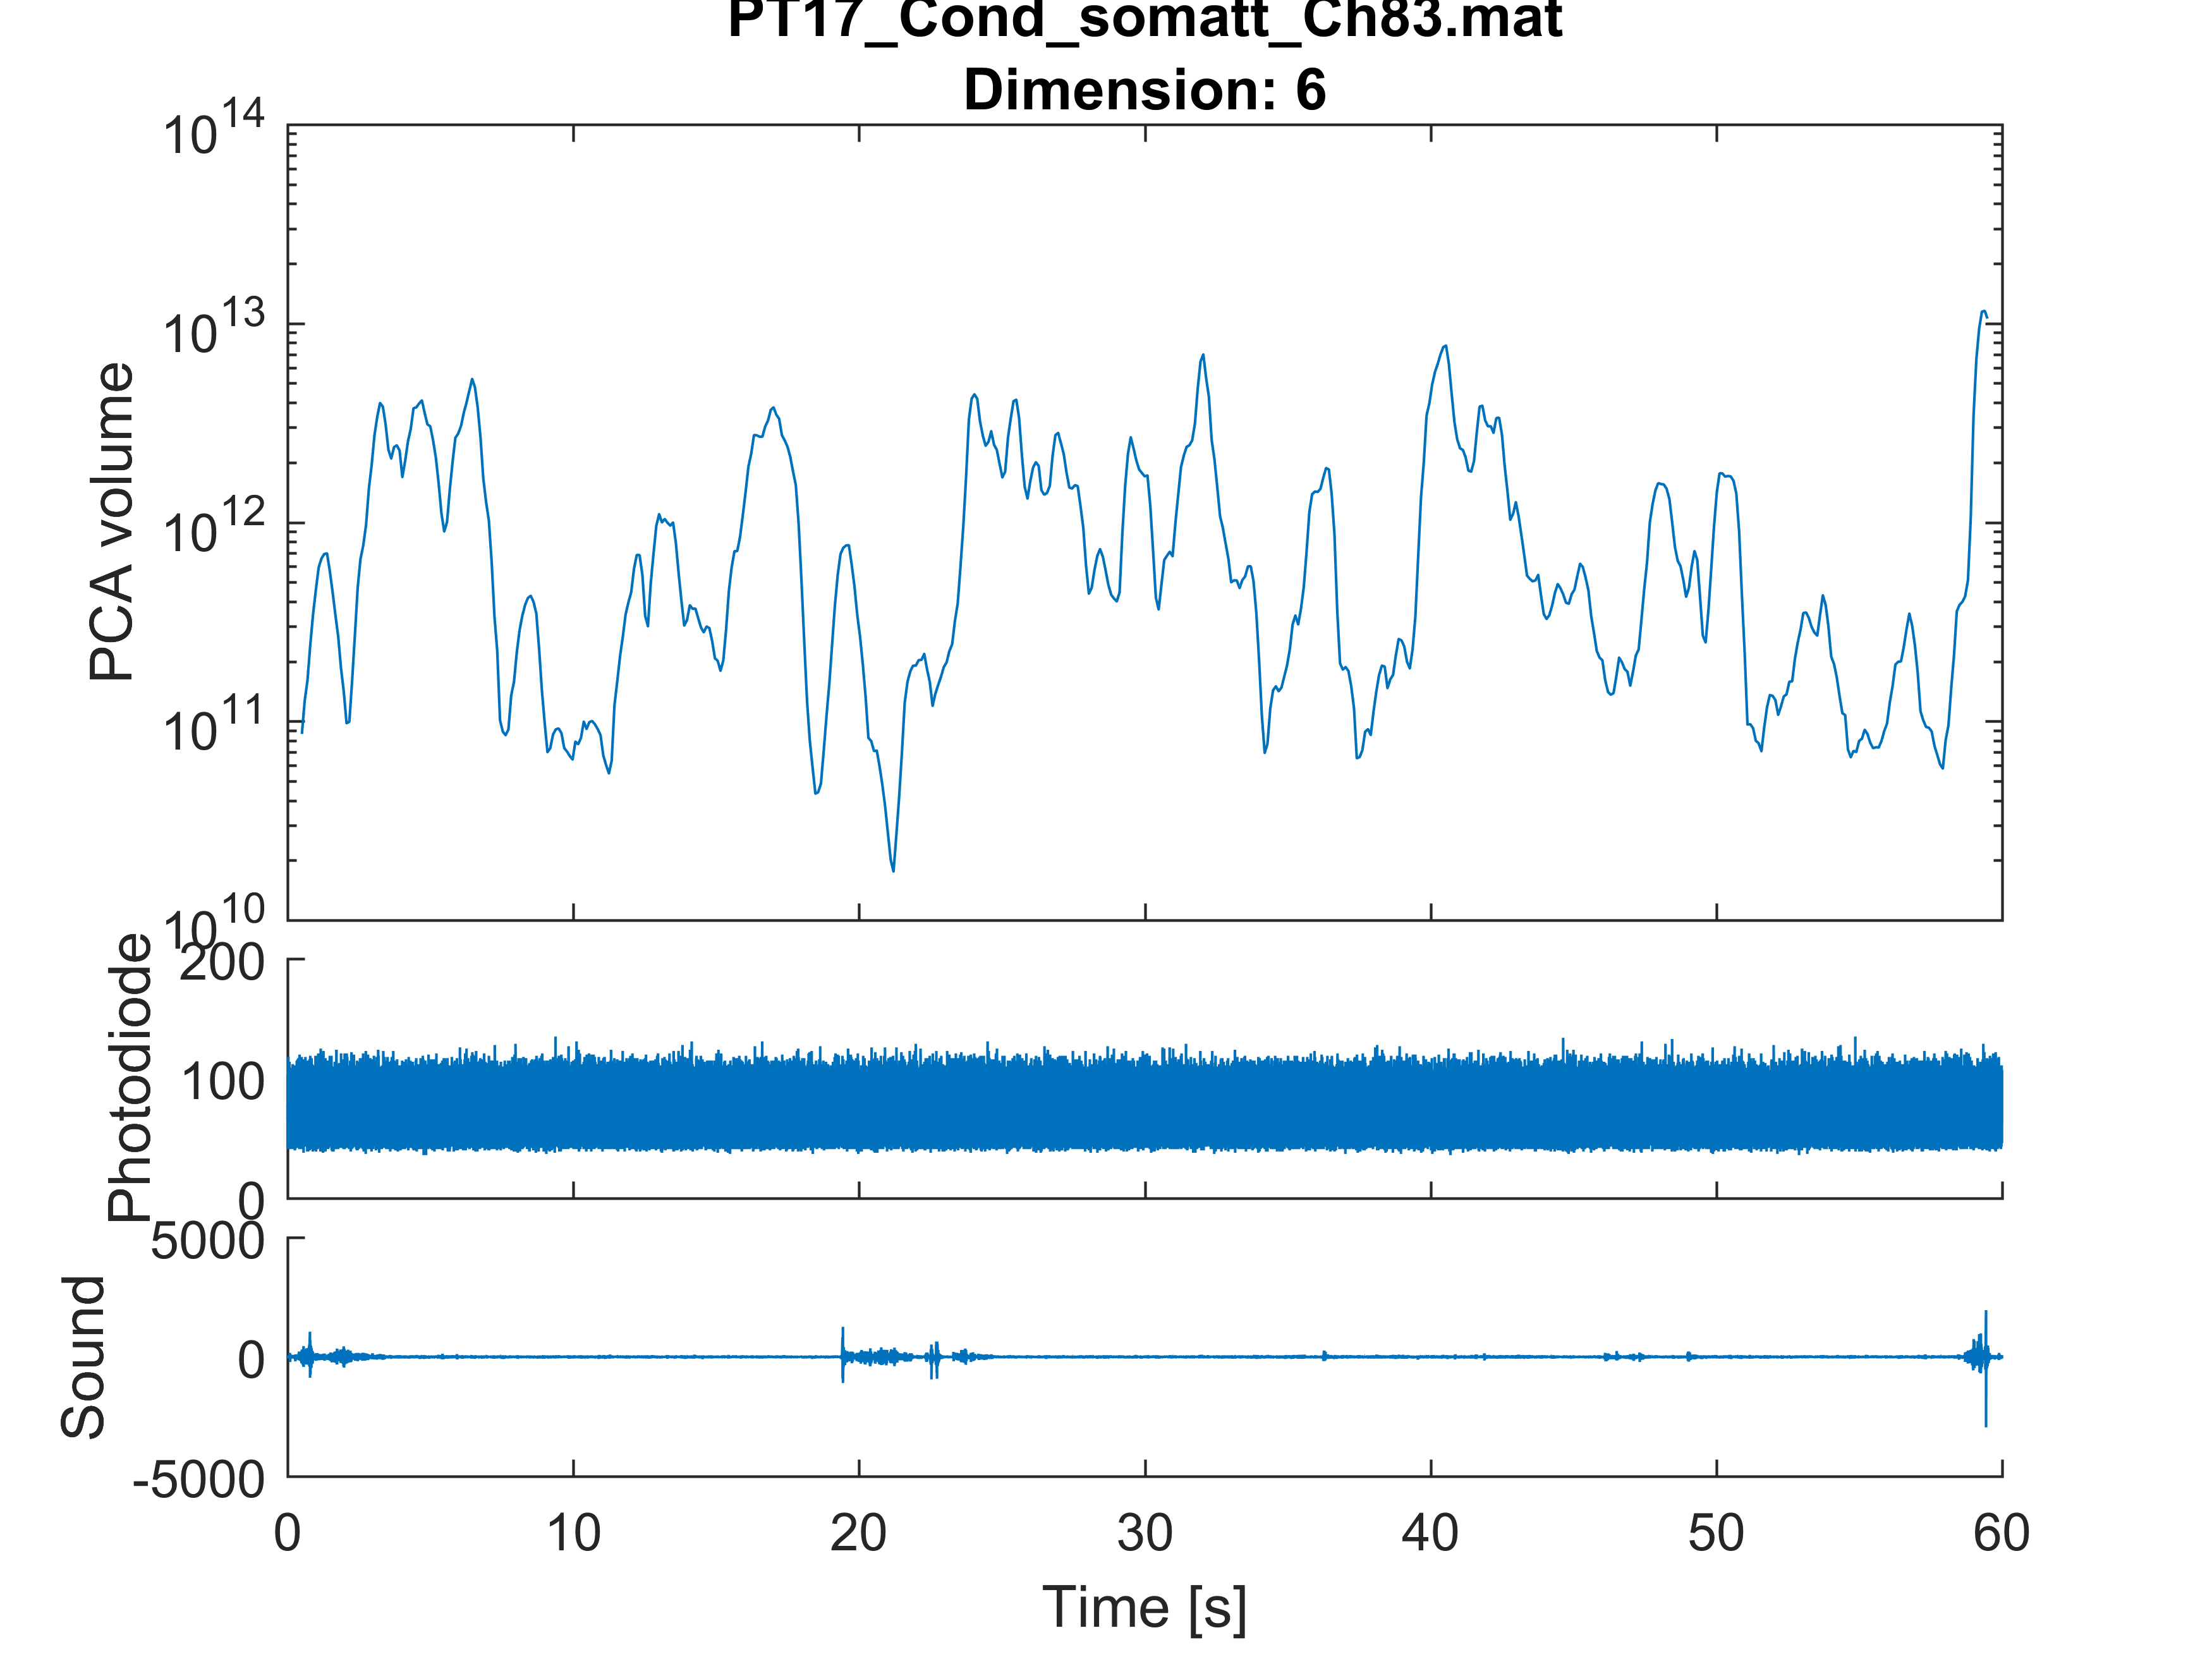 PT17_Cond_somatt_Ch83.mat
Dimension: 6
10^14
10^13
10^12
10^11
10^10
PCA volume
200
100
0
Photodiode
5000
0
-5000
Sound
0 10 20 30 40 50 60
Time [s]